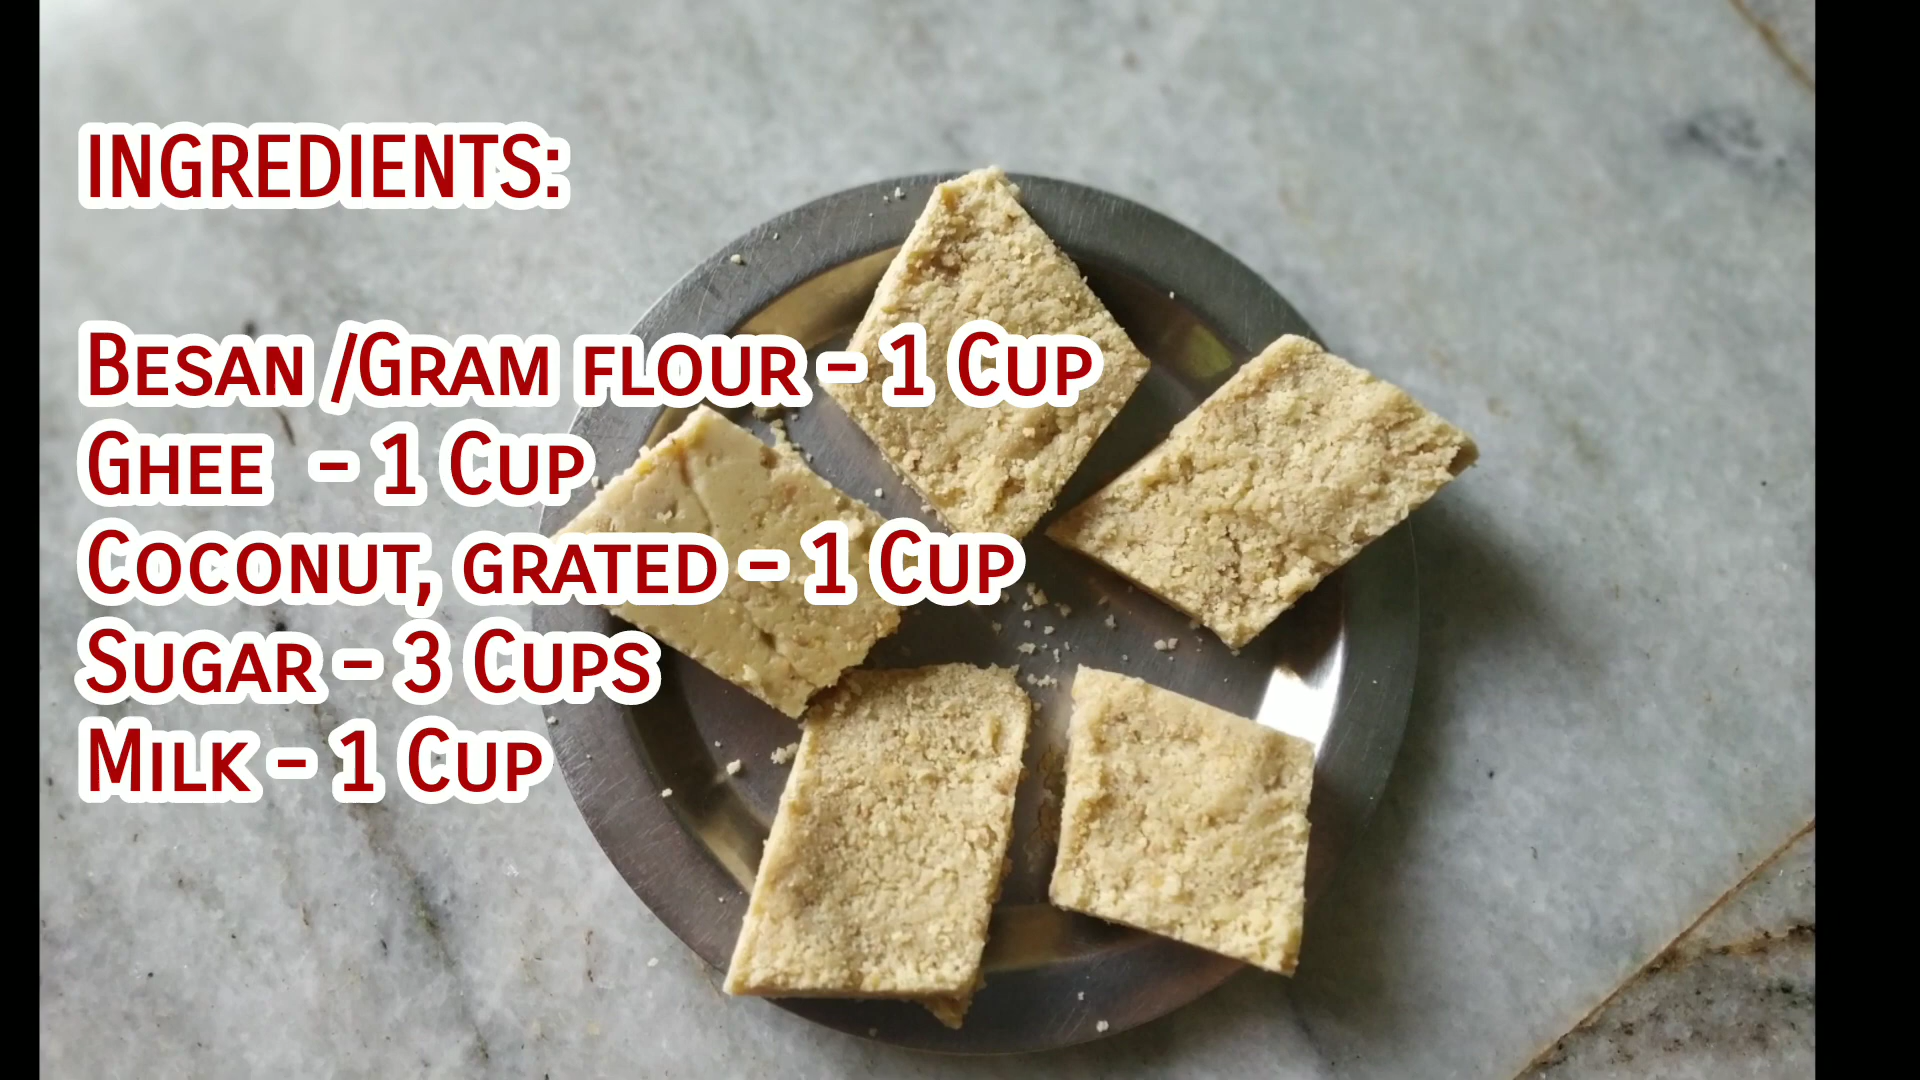 INGREDIENTS:
Besan /Gram flour - 1 Cup
Ghee - 1 Cup
Coconut, grated - 1 Cup
Sugar - 3 Cups
Milk - 1 Cup